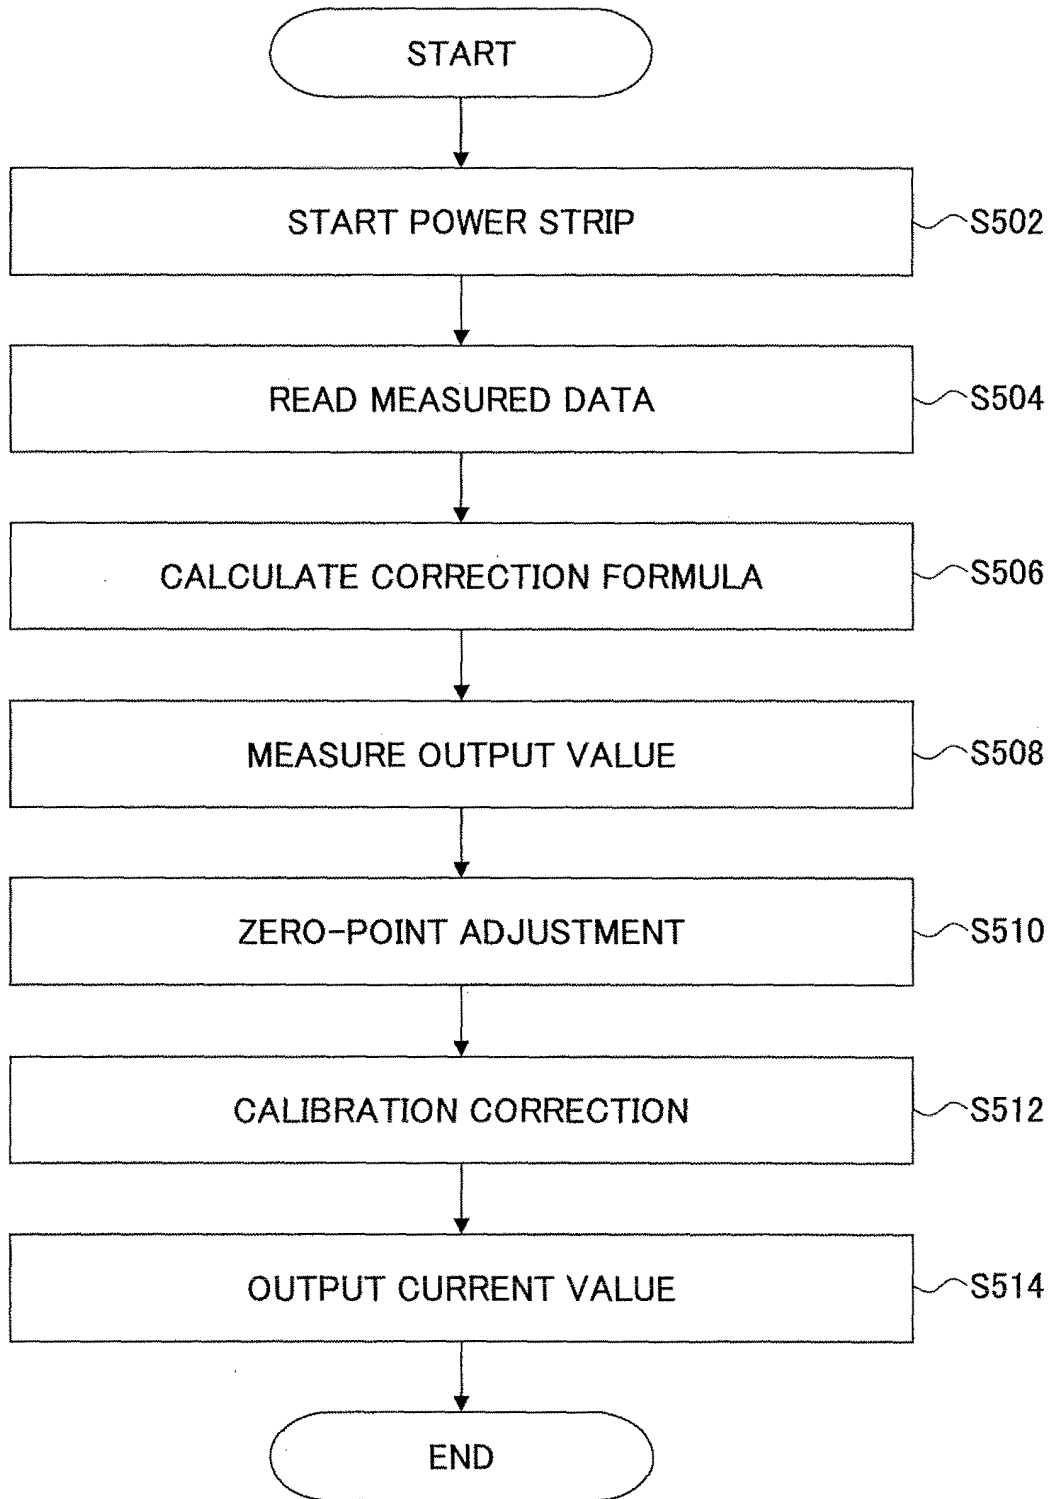 START
START POWER STRIP
S502
READ MEASURED DATA
S504
CALCULATE CORRECTION FORMULA
S506
MEASURE OUTPUT VALUE
S508
ZERO-POINT ADJUSTMENT
S510
CALIBRATION CORRECTION
S512
OUTPUT CURRENT VALUE
S514
END